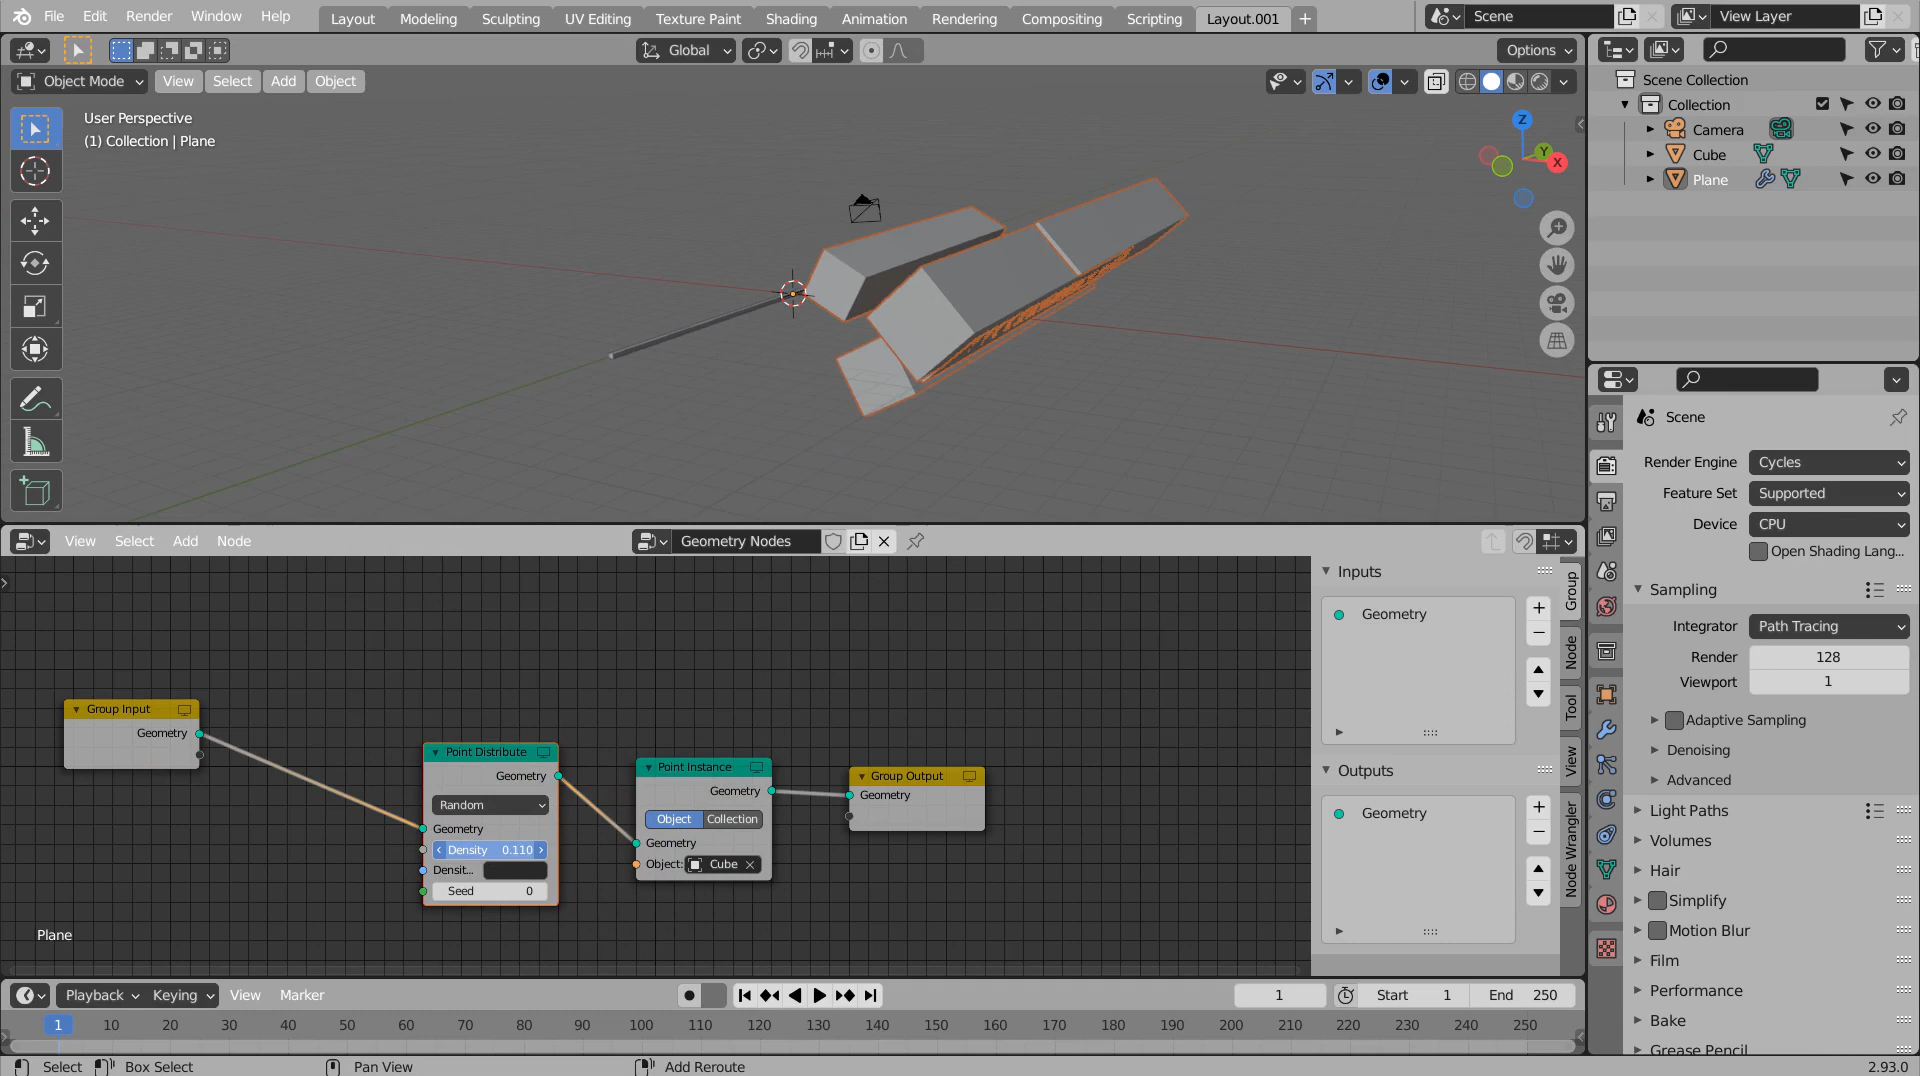 File Edit Render Window Help Layout Modeling Sculpting UV Editing Texture Paint Shading Animation Rendering Compositing Scripting Layout.001 + Scene View Layer
Global Options
Object Mode View Select Add Object
User Perspective
(1) Collection | Plane
Z
Y
X
Scene Collection
Collection
Camera
Cube
Plane
Scene
Render Engine Cycles
Feature Set Supported
Device CPU
Open Shading Lang...
Sampling
Integrator Path Tracing
Render 128
Viewport 1
Adaptive Sampling
Denoising
Advanced
Light Paths
Volumes
Hair
Simplify
Motion Blur
Film
Performance
Bake
Grease Pencil
View Select Add Node Geometry Nodes
Group Input
Geometry
Point Distribute
Geometry
Random
Geometry
Density 0.110
Densit...
Seed 0
Point Instance
Geometry
Object Collection
Geometry
Object: Cube
Group Output
Geometry
Plane
Inputs
Geometry
Outputs
Geometry
Group
Node
Tool
View
Node Wrangler
Playback Keying View Marker 1 Start 1 End 250
1 10 20 30 40 50 60 70 80 90 100 110 120 130 140 150 160 170 180 190 200 210 220 230 240 250
Select Box Select Pan View Add Reroute 2.93.0